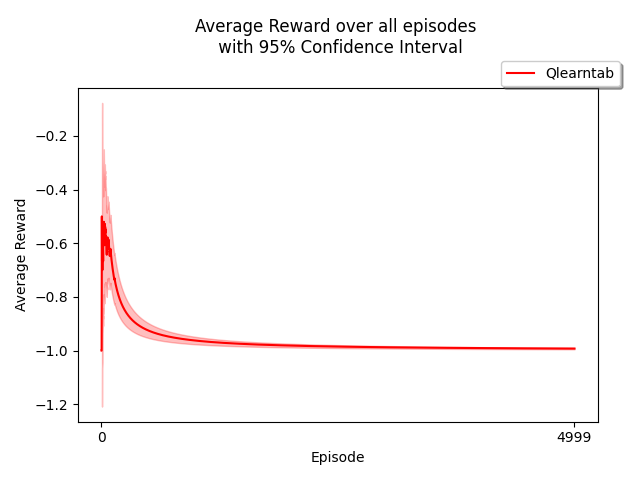 Average Reward over all episodes
with 95% Confidence Interval
Qlearntab
−0.2
−0.4
−0.6
−0.8
−1.0
−1.2
Average Reward
0
4999
Episode